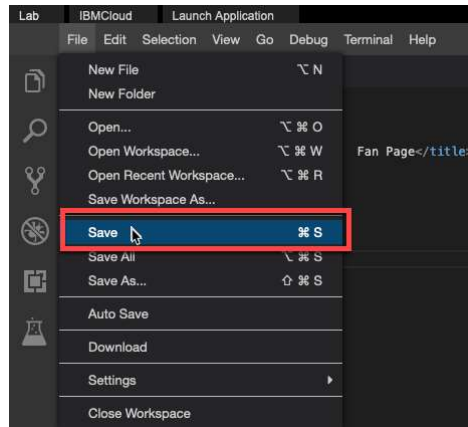 Lab IBMCloud Launch Application
File Edit Selection View Go Debug Terminal Help
New File ⌥ N
New Folder
Open... ⌥ ⌘ O
Open Workspace... ⌥ ⌘ W
Fan Page</title>
Open Recent Workspace... ⌥ ⌘ R
Save Workspace As...
Save ⌘ S
Save All ⌥ ⌘ S
Save As... ⇧ ⌘ S
Auto Save
Download
Settings
Close Workspace